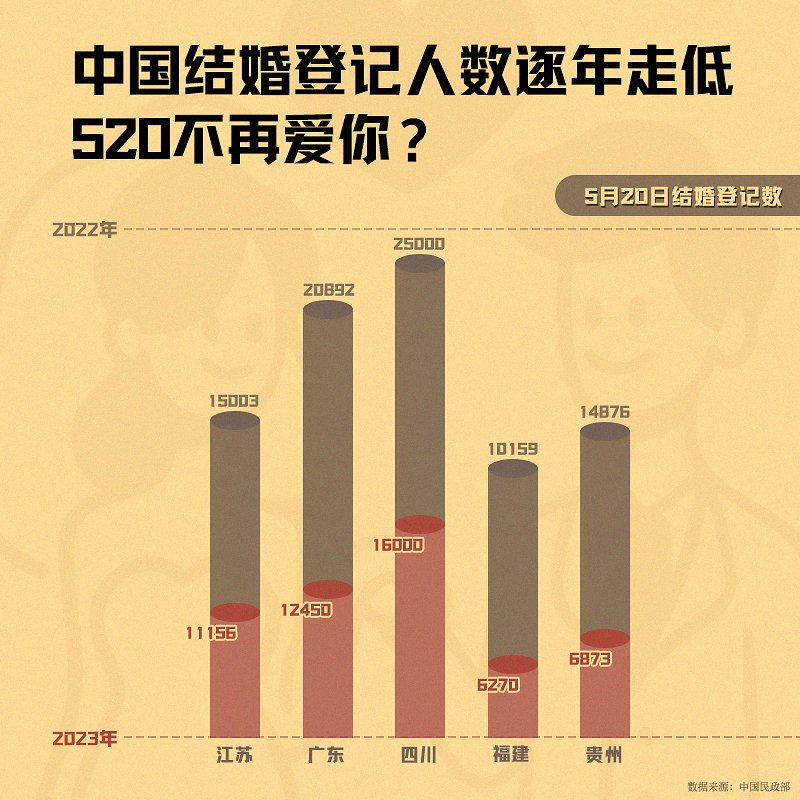 中国结婚登记人数逐年走低
520不再爱你？
5月20日结婚登记数
2022年
25000
20892
15003
14876
10159
16000
12450
11156
6873
6270
2023年
江苏 广东 四川 福建 贵州
数据来源：中国民政部